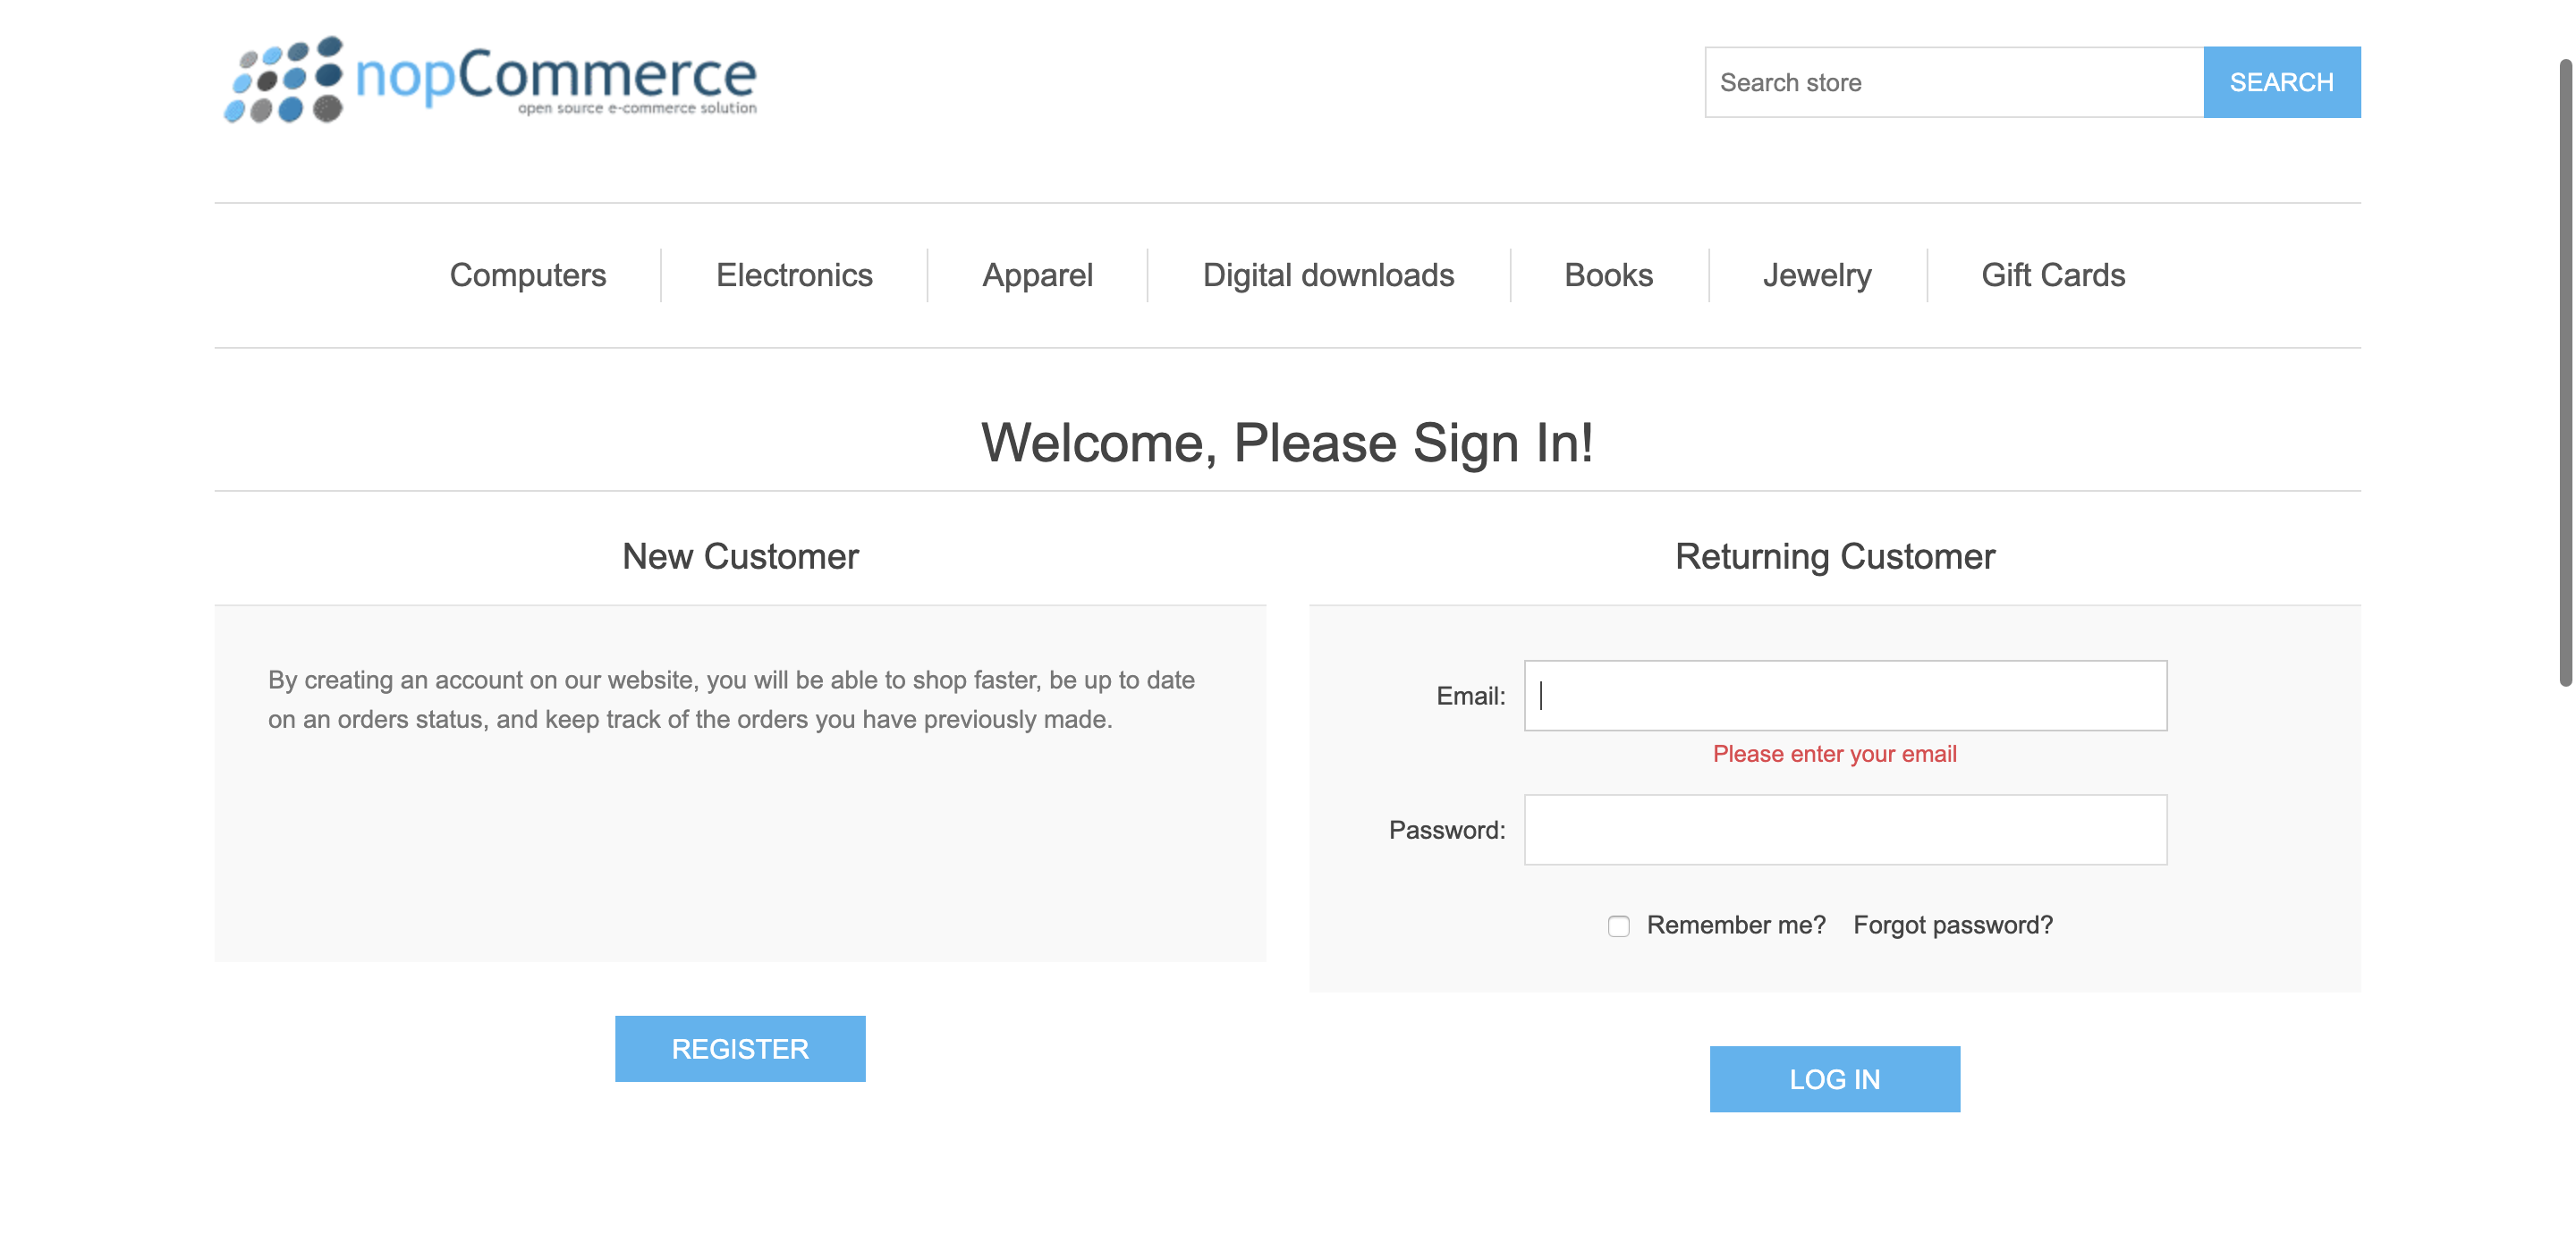 nopCommerce
open source e-commerce solution
Search store
SEARCH
Computers
Electronics
Apparel
Digital downloads
Books
Jewelry
Gift Cards
Welcome, Please Sign In!
New Customer
By creating an account on our website, you will be able to shop faster, be up to date
on an orders status, and keep track of the orders you have previously made.
REGISTER
Returning Customer
Email:
Please enter your email
Password:
Remember me? Forgot password?
LOG IN